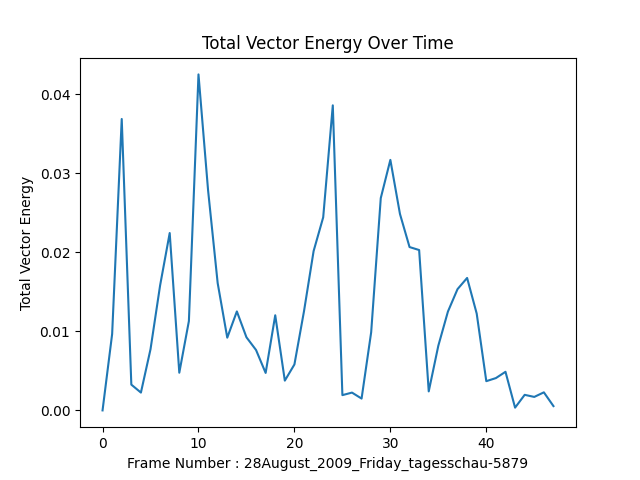 Total Vector Energy Over Time
Total Vector Energy
0.04
0.03
0.02
0.01
0.00
0 10 20 30 40
Frame Number : 28August_2009_Friday_tagesschau-5879